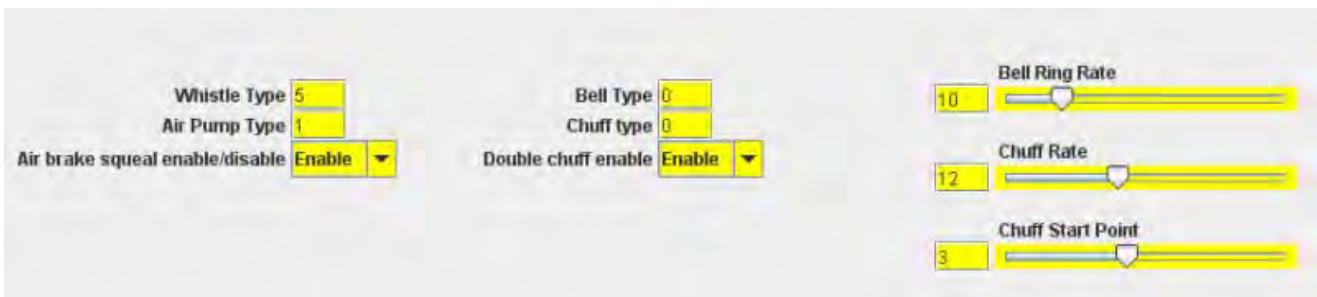 Whistle Type 5
Air Pump Type 1
Air brake squeal enable/disable Enable
Bell Type 0
Chuff type 0
Double chuff enable Enable
Bell Ring Rate
10
Chuff Rate
12
Chuff Start Point
3